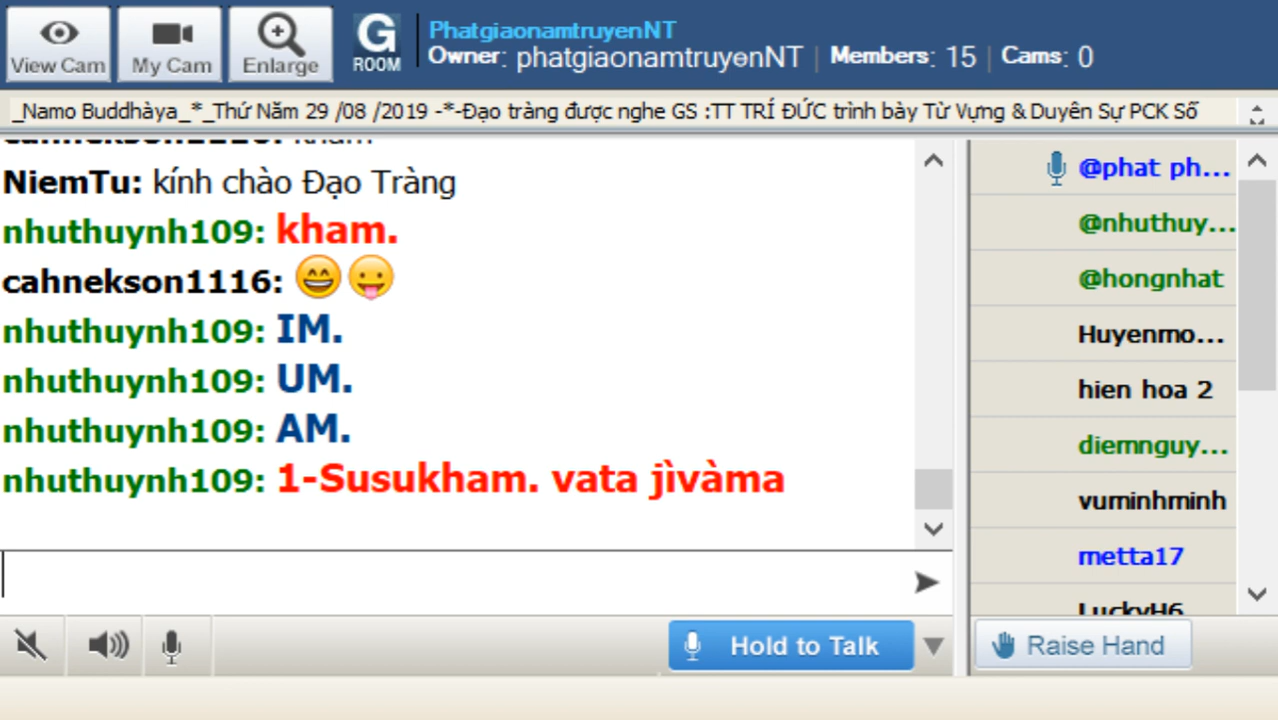 PhatgiaonamtruyenNT
View Cam
My Cam
Enlarge
G
ROOM
Owner: phatgiaonamtruyenNT | Members: 15 | Cams: 0
_Namo Buddhàya_*_Thứ Năm 29 /08 /2019 -*-Đạo tràng được nghe GS :TT TRÍ ĐỨC trình bày Từ Vựng & Duyên Sự PCK Số
NiemTu: kính chào Đạo Tràng
nhuthuynh109: kham.
cahnekson1116: 😄😛
nhuthuynh109: IM.
nhuthuynh109: UM.
nhuthuynh109: AM.
nhuthuynh109: 1-Susukham. vata jìvàma
@phat ph...
@nhuthuy...
@hongnhat
Huyenmo...
hien hoa 2
diemnguy...
vuminhminh
metta17
LuckyH6
Hold to Talk
Raise Hand